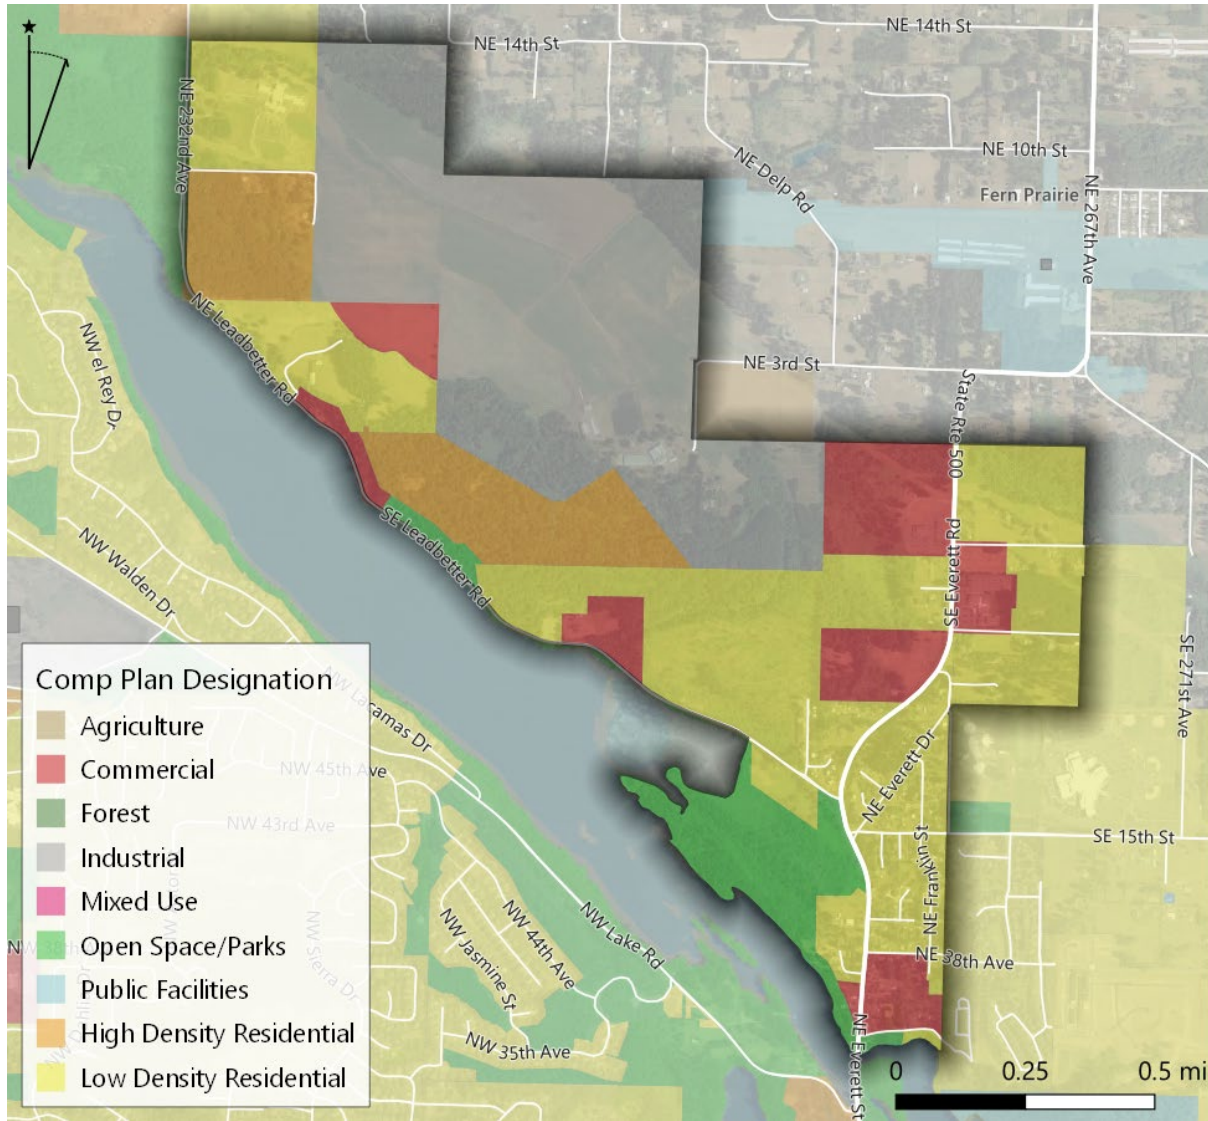 NE 14th St
NE 14th St
NE 232nd Ave
NE Delp Rd
NE 10th St
Fern Prairie
NE 267th Ave
NE Leadbetter Rd
NW el Rey Dr
NE 3rd St
State Rte 500
SE Leadbetter Rd
SE Everett Rd
NW Walden Dr
SE 271st Ave
NW Lacamas Dr
NW 45th Ave
NW 43rd Ave
NE Everett Dr
SE 15th St
NE Franklin St
NW Sierra Dr
NW Jasmine St
NW 44th Ave
NW Lake Rd
NE 38th Ave
NW 35th Ave
NE Everett St
Comp Plan Designation
Agriculture
Commercial
Forest
Industrial
Mixed Use
Open Space/Parks
Public Facilities
High Density Residential
Low Density Residential
0 0.25 0.5 mi